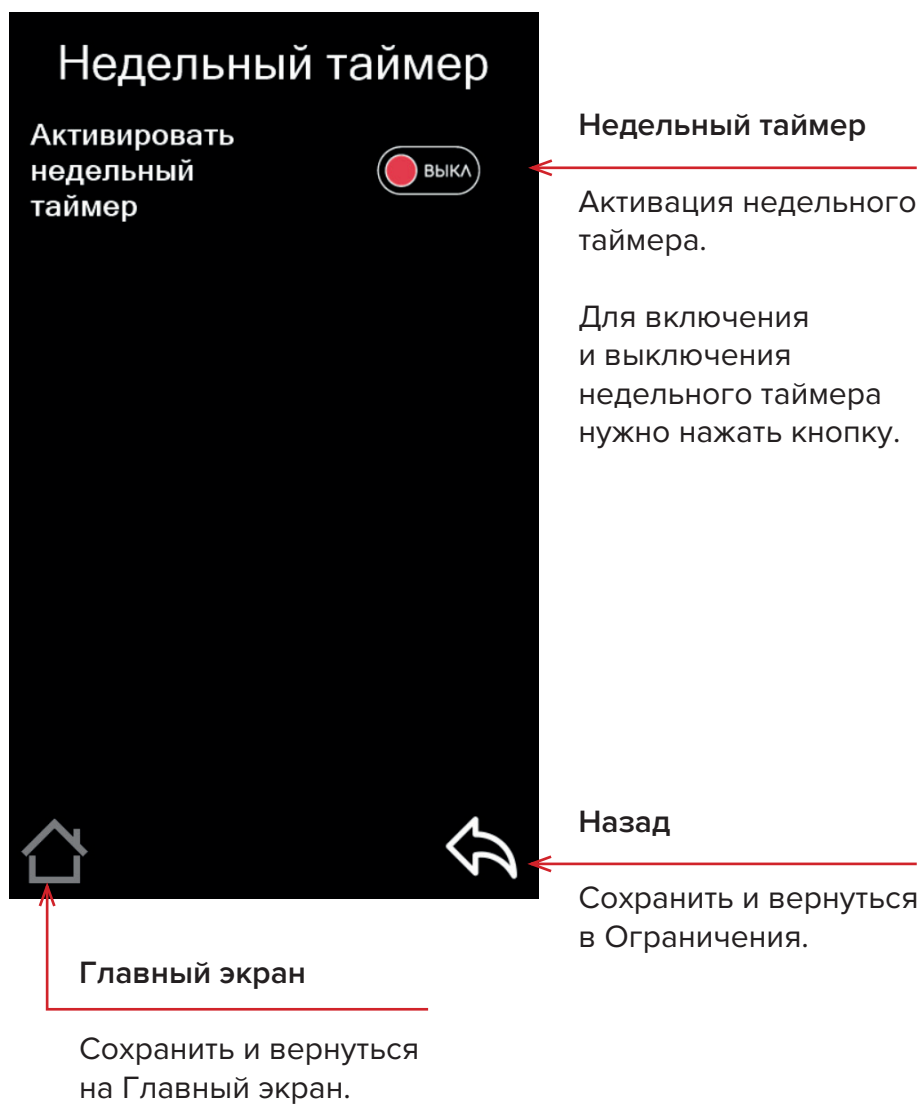 Недельный таймер
Активировать
недельный
таймер
ВЫКЛ
Недельный таймер
Активация недельного
таймера.
Для включения
и выключения
недельного таймера
нужно нажать кнопку.
Назад
Сохранить и вернуться
в Ограничения.
Главный экран
Сохранить и вернуться
на Главный экран.